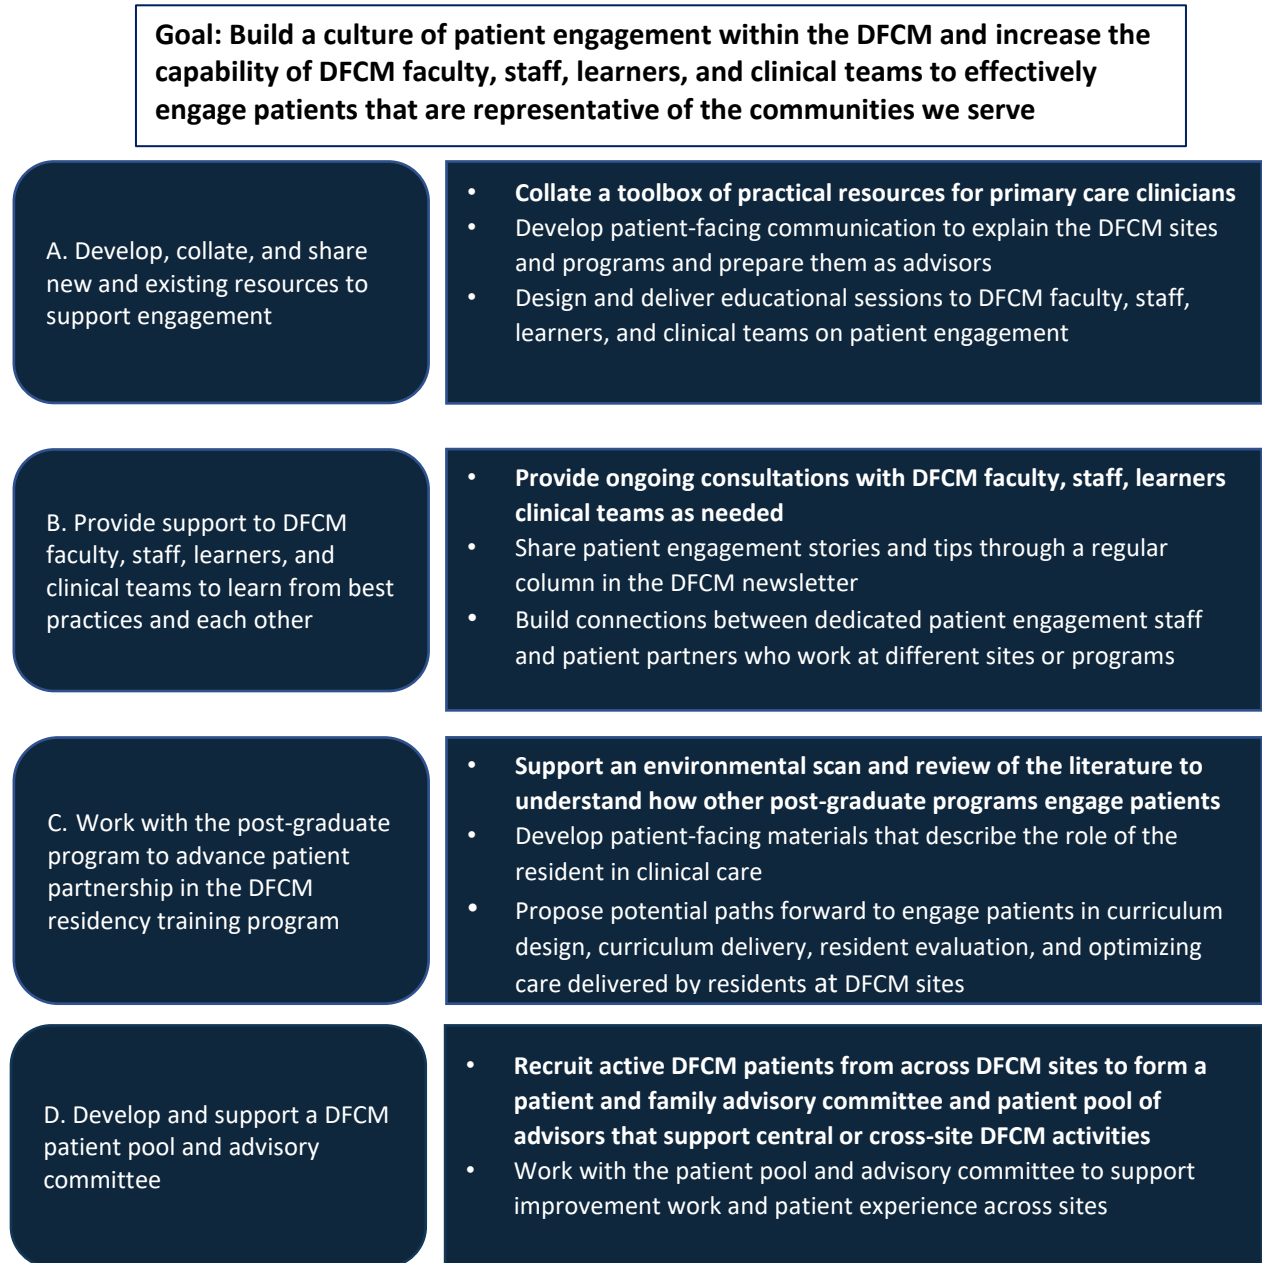 Goal: Build a culture of patient engagement within the DFCM and increase the
capability of DFCM faculty, staff, learners, and clinical teams to effectively
engage patients that are representative of the communities we serve
A. Develop, collate, and share
new and existing resources to
support engagement
• Collate a toolbox of practical resources for primary care clinicians
• Develop patient-facing communication to explain the DFCM sites
and programs and prepare them as advisors
• Design and deliver educational sessions to DFCM faculty, staff,
learners, and clinical teams on patient engagement
B. Provide support to DFCM
faculty, staff, learners, and
clinical teams to learn from best
practices and each other
• Provide ongoing consultations with DFCM faculty, staff, learners
clinical teams as needed
• Share patient engagement stories and tips through a regular
column in the DFCM newsletter
• Build connections between dedicated patient engagement staff
and patient partners who work at different sites or programs
C. Work with the post-graduate
program to advance patient
partnership in the DFCM
residency training program
• Support an environmental scan and review of the literature to
understand how other post-graduate programs engage patients
• Develop patient-facing materials that describe the role of the
resident in clinical care
• Propose potential paths forward to engage patients in curriculum
design, curriculum delivery, resident evaluation, and optimizing
care delivered by residents at DFCM sites
D. Develop and support a DFCM
patient pool and advisory
committee
• Recruit active DFCM patients from across DFCM sites to form a
patient and family advisory committee and patient pool of
advisors that support central or cross-site DFCM activities
• Work with the patient pool and advisory committee to support
improvement work and patient experience across sites